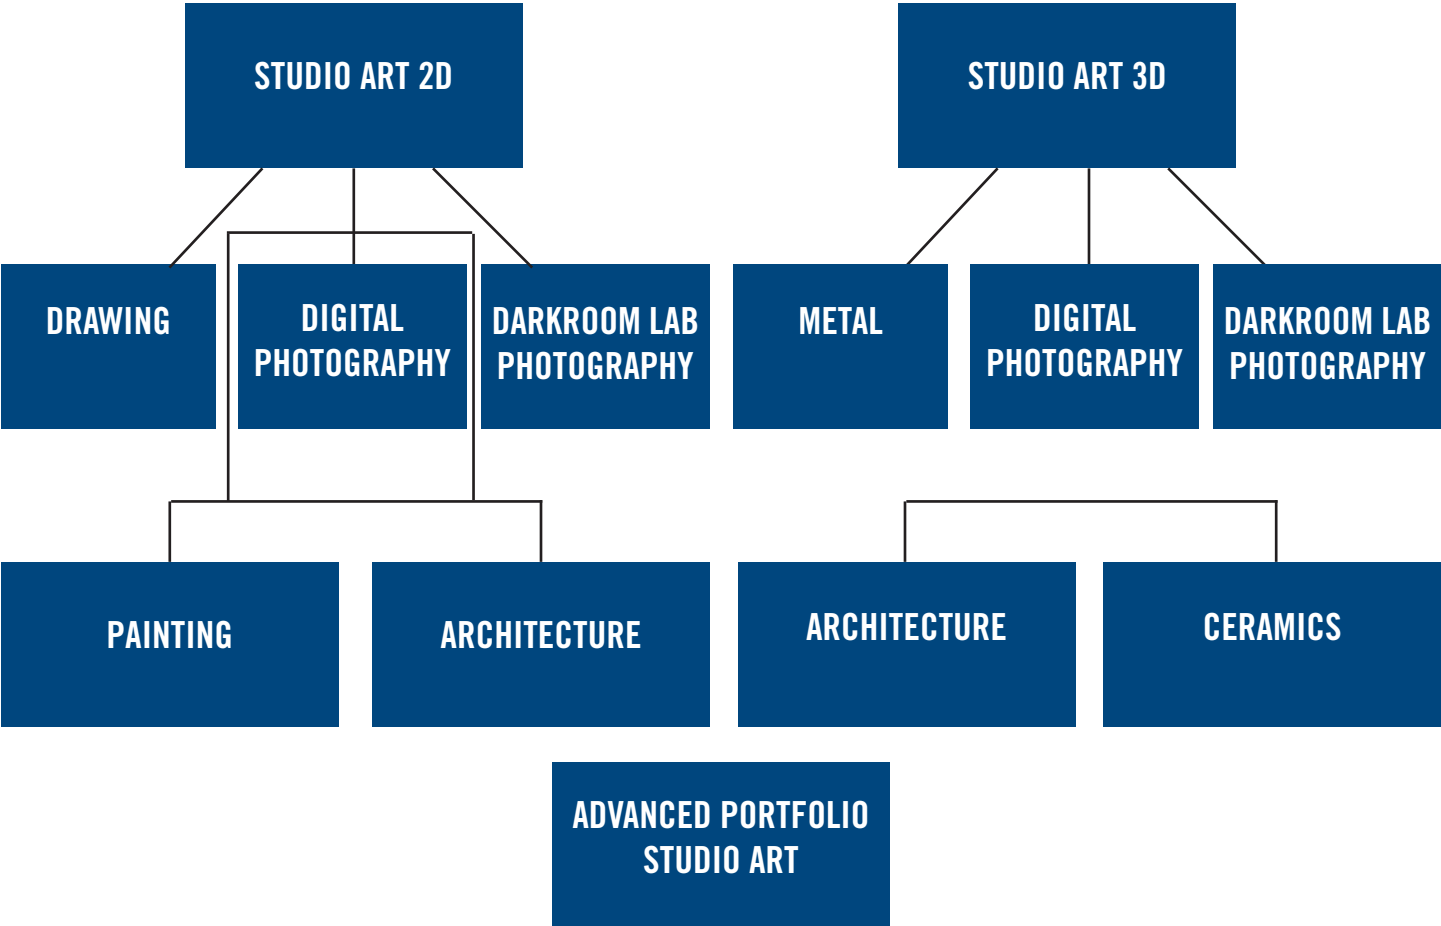 STUDIO ART 2D
STUDIO ART 3D
DRAWING
DIGITAL
PHOTOGRAPHY
DARKROOM LAB
PHOTOGRAPHY
METAL
DIGITAL
PHOTOGRAPHY
DARKROOM LAB
PHOTOGRAPHY
PAINTING
ARCHITECTURE
ARCHITECTURE
CERAMICS
ADVANCED PORTFOLIO
STUDIO ART